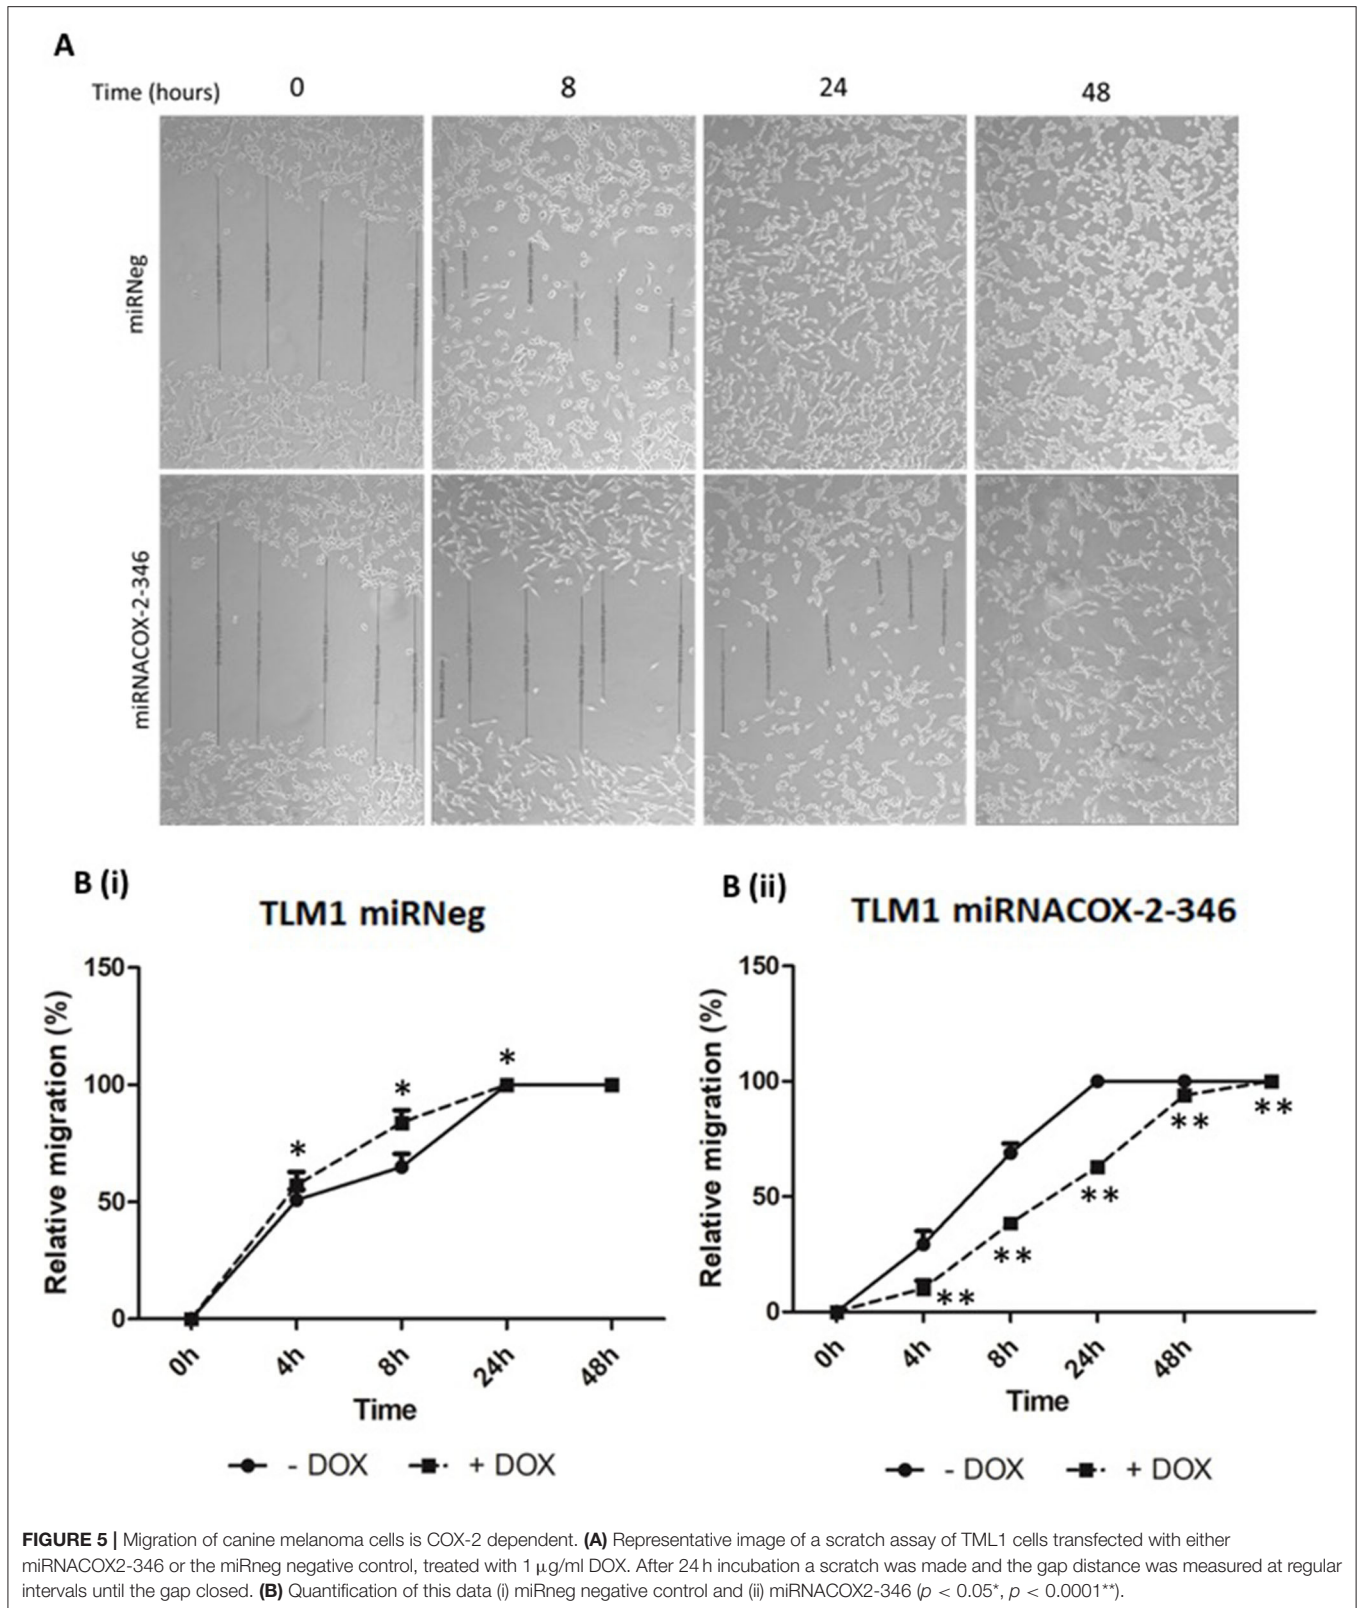 A
Time (hours) 0 8 24 48
miRNeg
miRNACOX-2-346
B (i)
TLM1 miRNeg
150
100
50
0
Relative migration (%)
*
*
*
0h 4h 8h 24h 48h
Time
- DOX + DOX
B (ii)
TLM1 miRNACOX-2-346
150
100
50
0
Relative migration (%)
**
**
**
**
**
0h 4h 8h 24h 48h
Time
- DOX + DOX
FIGURE 5 | Migration of canine melanoma cells is COX-2 dependent. (A) Representative image of a scratch assay of TML1 cells transfected with either
miRNACOX2-346 or the miRneg negative control, treated with 1 μg/ml DOX. After 24 h incubation a scratch was made and the gap distance was measured at regular
intervals until the gap closed. (B) Quantification of this data (i) miRneg negative control and (ii) miRNACOX2-346 (p < 0.05*, p < 0.0001**).